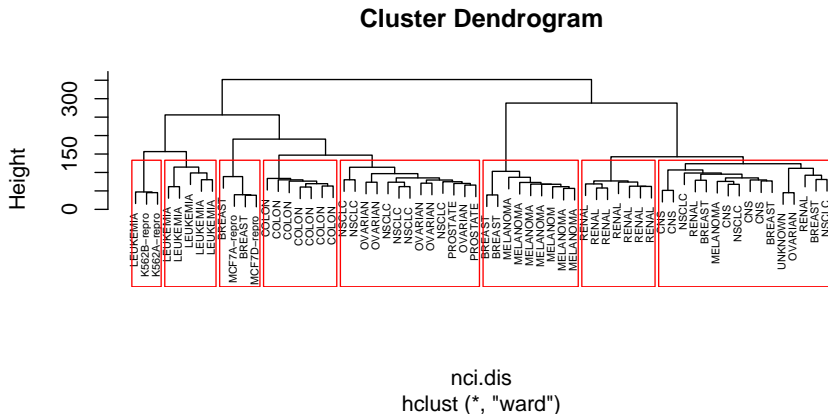 Cluster Dendrogram
Height
300
150
0
LEUKEMIA
K562B-repro
K562A-repro
LEUKEMIA
LEUKEMIA
LEUKEMIA
LEUKEMIA
LEUKEMIA
BREAST
MCF7A-repro
BREAST
MCF7D-repro
COLON
COLON
COLON
COLON
COLON
COLON
COLON
NSCLC
NSCLC
OVARIAN
OVARIAN
NSCLC
NSCLC
NSCLC
OVARIAN
OVARIAN
NSCLC
PROSTATE
OVARIAN
PROSTATE
BREAST
BREAST
MELANOMA
MELANOMA
MELANOMA
MELANOMA
MELANOMA
MELANOMA
MELANOMA
RENAL
RENAL
RENAL
RENAL
RENAL
RENAL
RENAL
CNS
CNS
NSCLC
RENAL
BREAST
MELANOMA
CNS
NSCLC
CNS
CNS
BREAST
UNKNOWN
OVARIAN
RENAL
BREAST
NSCLC
nci.dis
hclust (*, "ward")